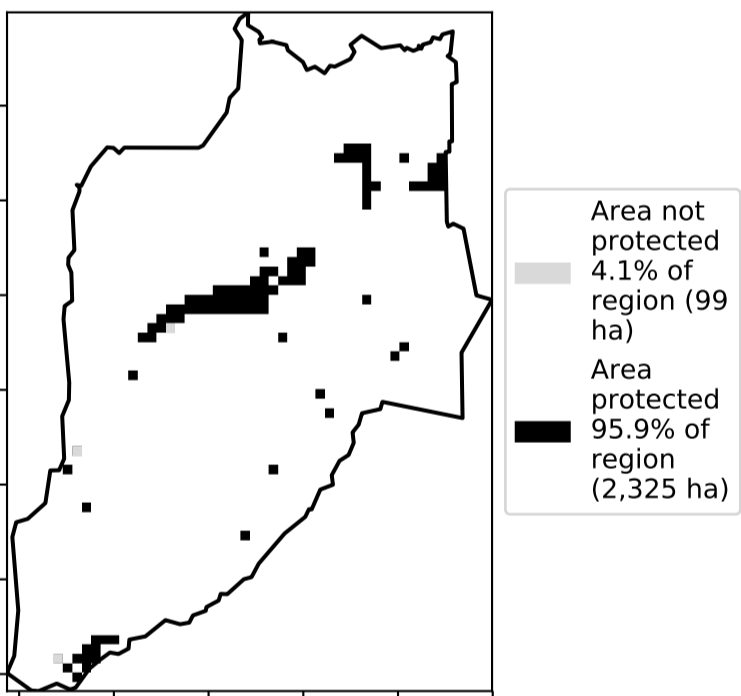 Area not
protected
4.1% of
region (99
ha)
Area
protected
95.9% of
region
(2,325 ha)